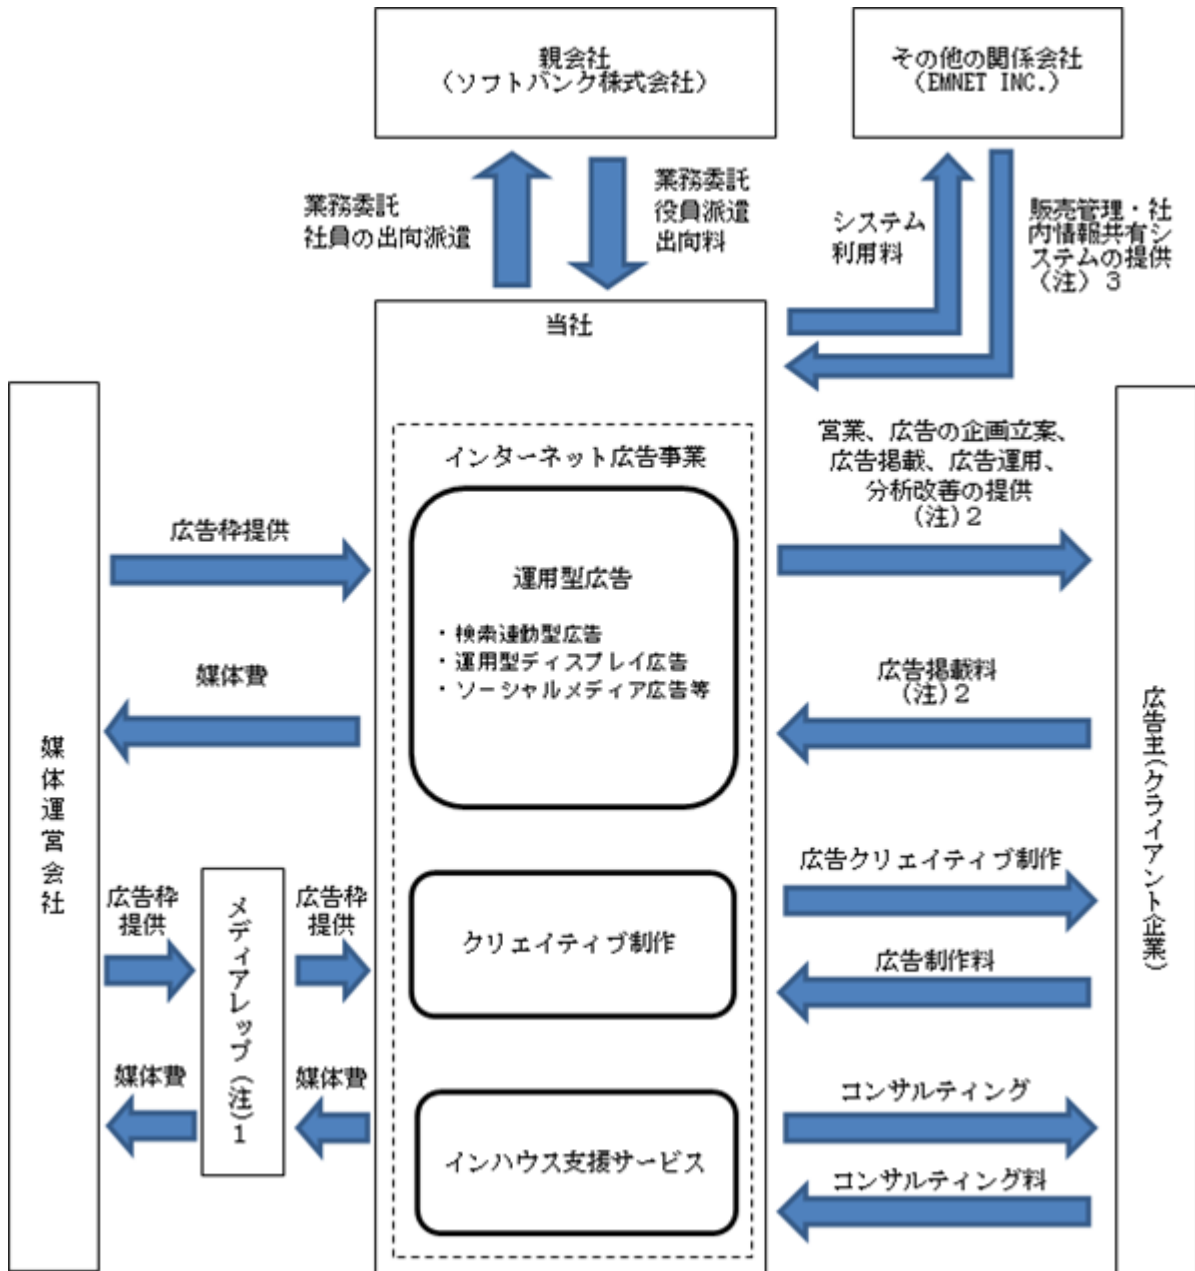 親会社
（ソフトバンク株式会社）
その他の関係会社
（EMNET INC.）
業務委託
社員の出向派遣
業務委託
役員派遣
出向料
システム
利用料
販売管理・社
内情報共有シ
ステムの提供
（注）３
当社
インターネット広告事業
運用型広告
・検索連動型広告
・運用型ディスプレイ広告
・ソーシャルメディア広告等
クリエイティブ制作
インハウス支援サービス
媒体運営会社
広告枠提供
媒体費
広告枠
提供
メディアレップ（注）１
広告枠
提供
媒体費
媒体費
営業、広告の企画立案、
広告掲載、広告運用、
分析改善の提供
（注）２
広告掲載料
（注）２
広告クリエイティブ制作
広告制作料
コンサルティング
コンサルティング料
広告主（クライアント企業）